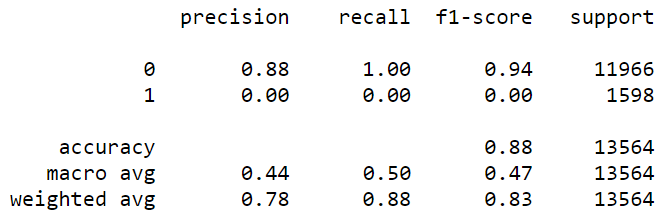 precision recall f1-score support
0 0.88 1.00 0.94 11966
1 0.00 0.00 0.00 1598
accuracy 0.88 13564
macro avg 0.44 0.50 0.47 13564
weighted avg 0.78 0.88 0.83 13564